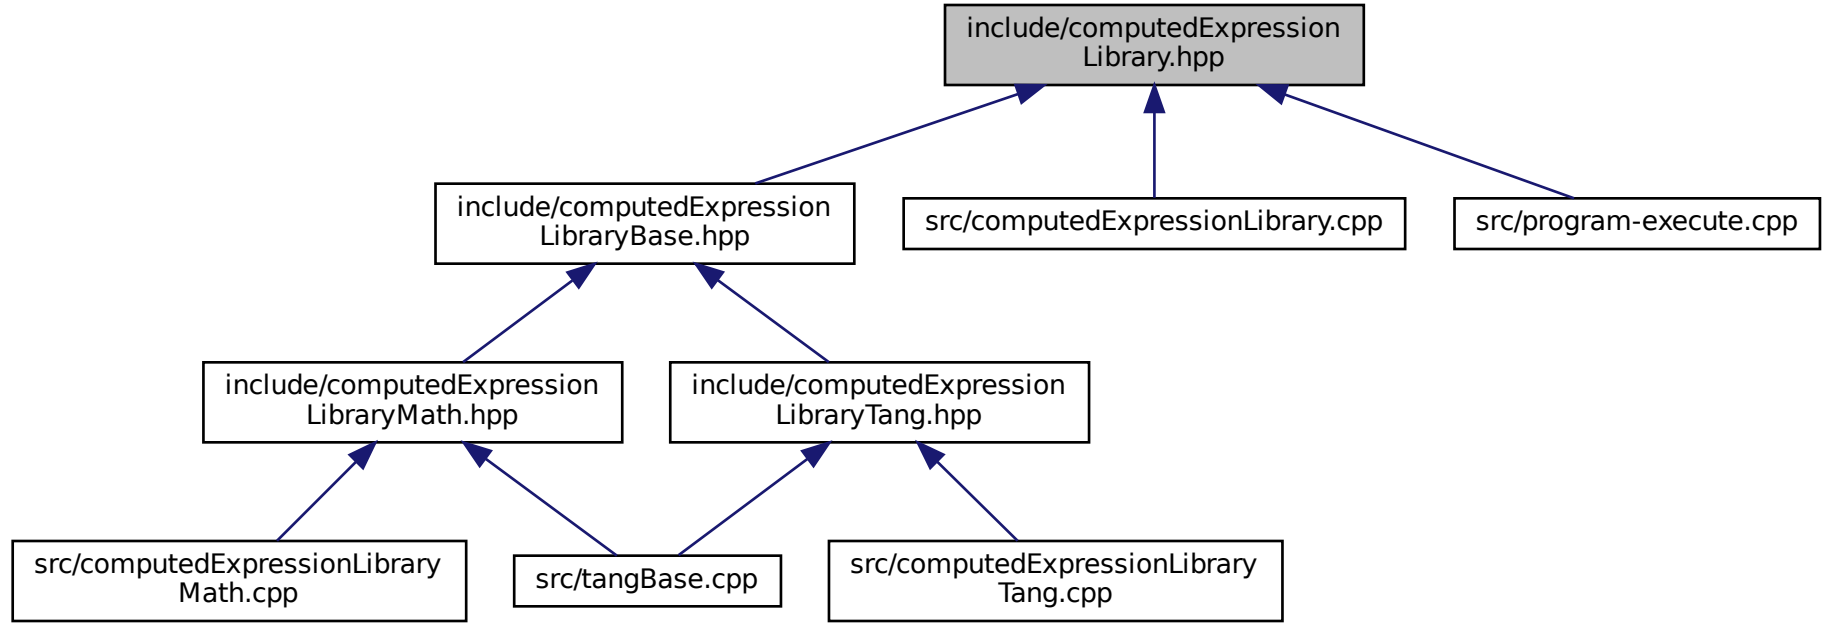 include/computedExpression
Library.hpp
include/computedExpression
LibraryBase.hpp
src/computedExpressionLibrary.cpp
src/program-execute.cpp
include/computedExpression
LibraryMath.hpp
include/computedExpression
LibraryTang.hpp
src/computedExpressionLibrary
Math.cpp
src/tangBase.cpp
src/computedExpressionLibrary
Tang.cpp